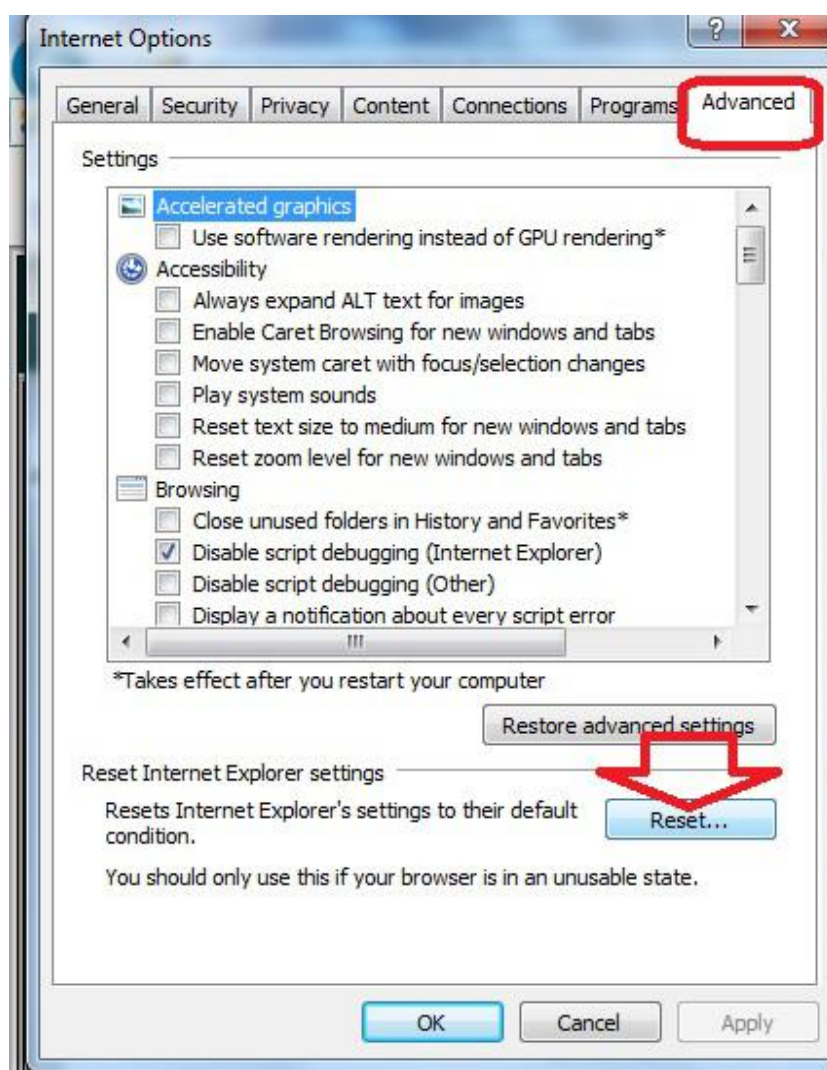 Internet Options
?
X
General Security Privacy Content Connections Programs Advanced
Settings
Accelerated graphics
Use software rendering instead of GPU rendering*
Accessibility
Always expand ALT text for images
Enable Caret Browsing for new windows and tabs
Move system caret with focus/selection changes
Play system sounds
Reset text size to medium for new windows and tabs
Reset zoom level for new windows and tabs
Browsing
Close unused folders in History and Favorites*
Disable script debugging (Internet Explorer)
Disable script debugging (Other)
Display a notification about every script error
*Takes effect after you restart your computer
Restore advanced settings
Reset Internet Explorer settings
Resets Internet Explorer's settings to their default
condition.
Reset...
You should only use this if your browser is in an unusable state.
OK Cancel Apply